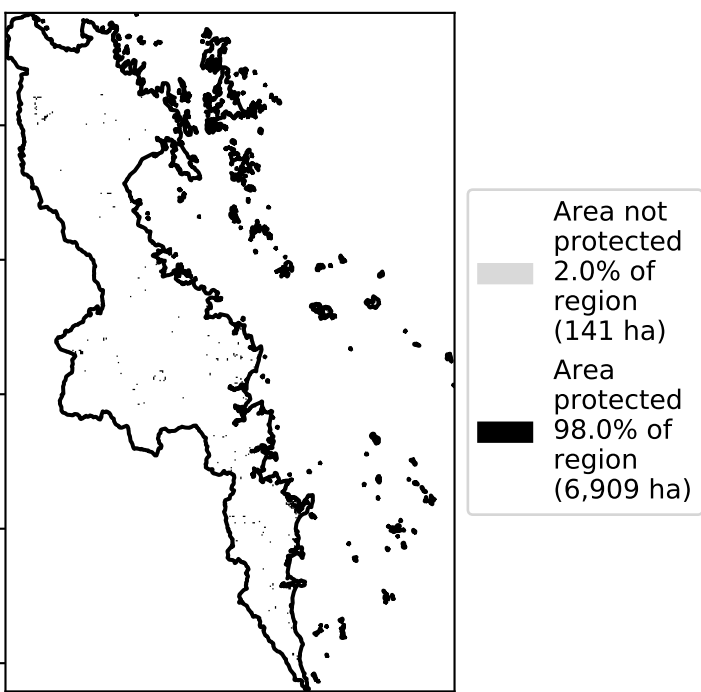 Area not
protected
2.0% of
region
(141 ha)
Area
protected
98.0% of
region
(6,909 ha)